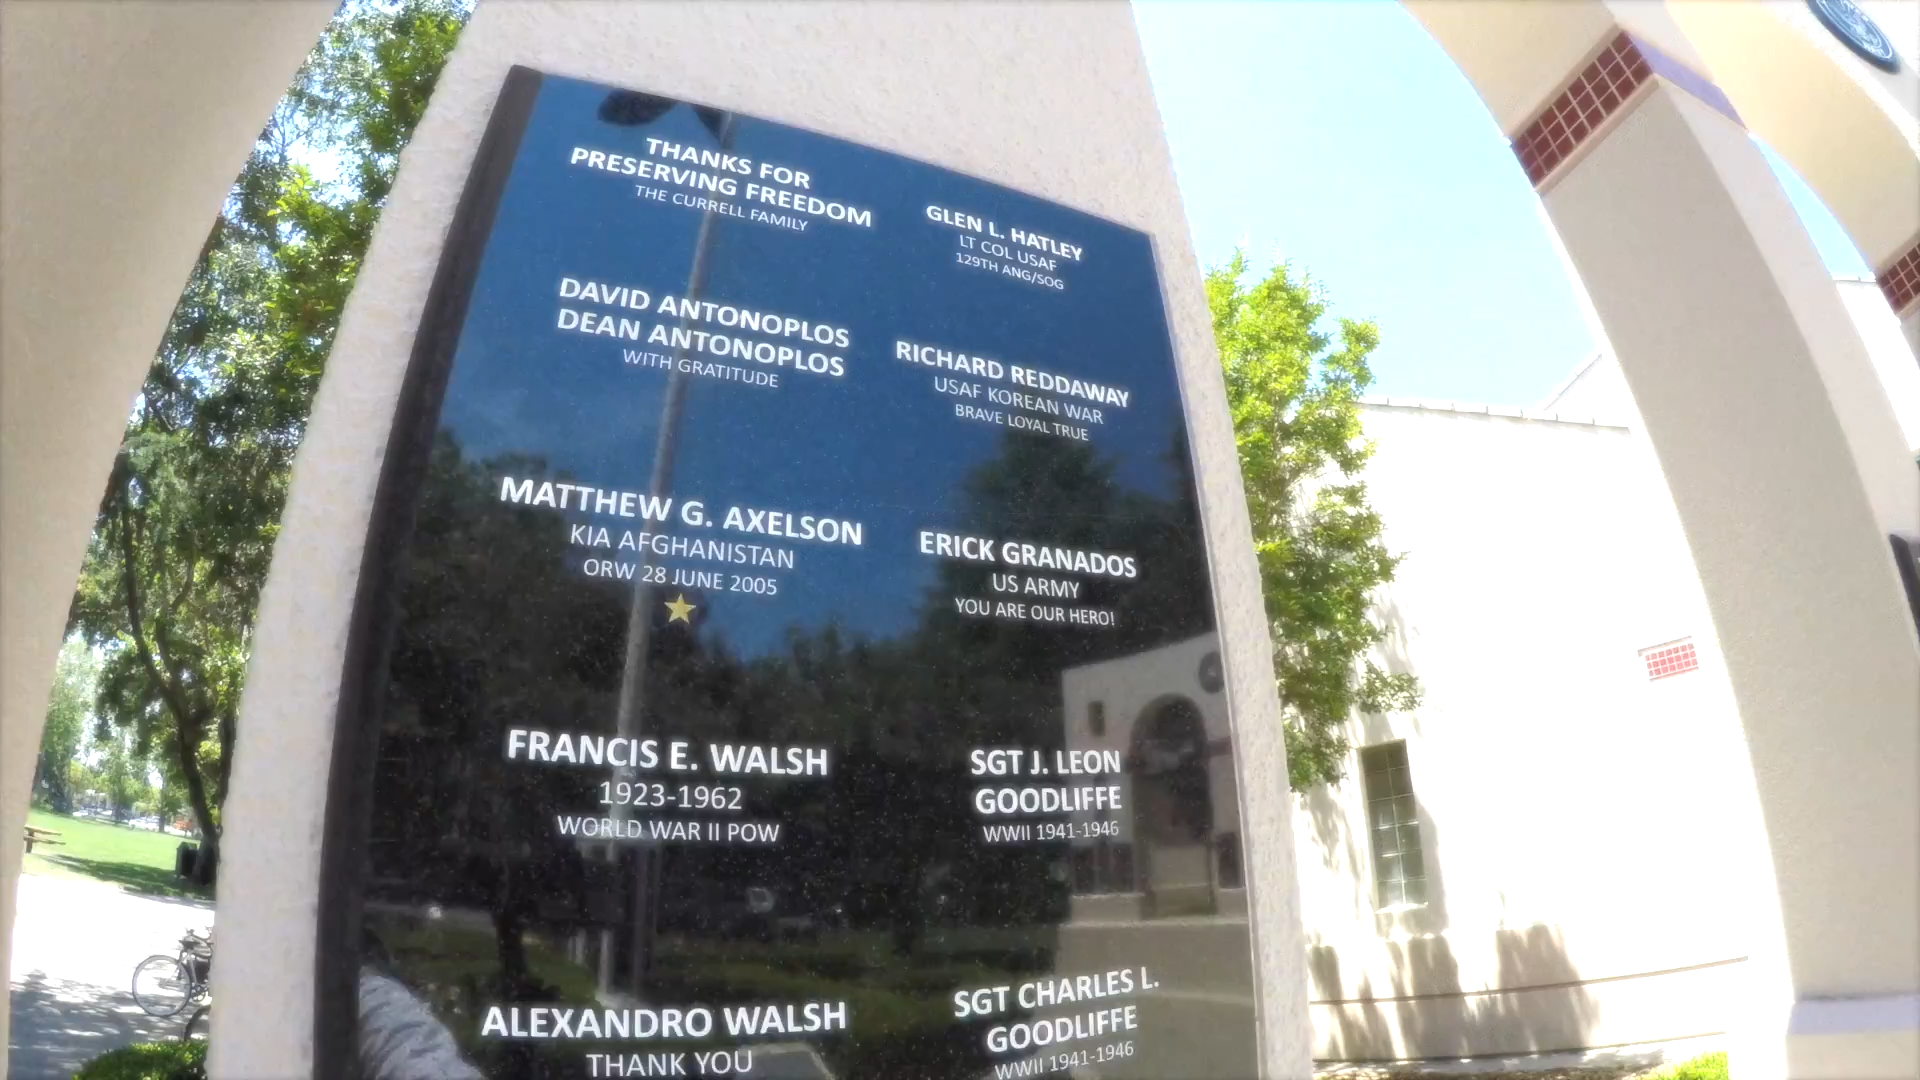 THANKS FOR
PRESERVING FREEDOM
THE CURRELL FAMILY
DAVID ANTONOPLOS
DEAN ANTONOPLOS
WITH GRATITUDE
MATTHEW G. AXELSON
KIA AFGHANISTAN
ORW 28 JUNE 2005
FRANCIS E. WALSH
1923-1962
WORLD WAR II POW
ALEXANDRO WALSH
THANK YOU
GLEN L. HATLEY
LT COL USAF
129TH ANG/SOG
RICHARD REDDAWAY
USAF KOREAN WAR
BRAVE LOYAL TRUE
ERICK GRANADOS
US ARMY
YOU ARE OUR HERO!
SGT J. LEON
GOODLIFFE
WWII 1941-1946
SGT CHARLES L.
GOODLIFFE
WWII 1941-1946